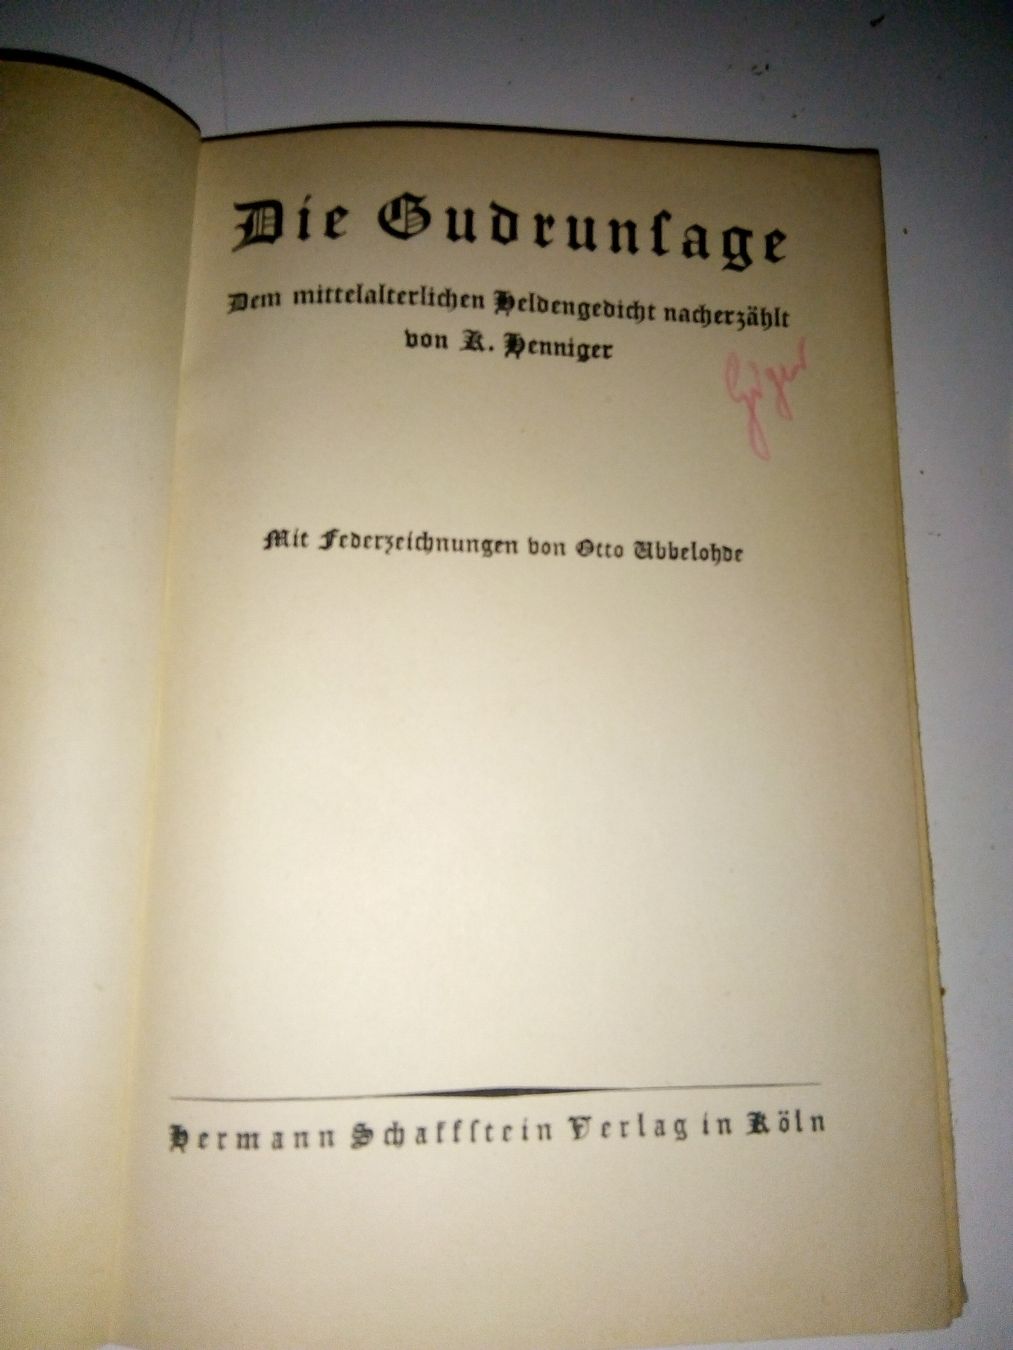 Die Gudrunſage
Dem mittelalterlichen Heldengedicht nacherzählt
von K. Henniger
Mit Federzeichnungen von Otto Ubbelohde
Hermann Schaffſtein Verlag in Köln